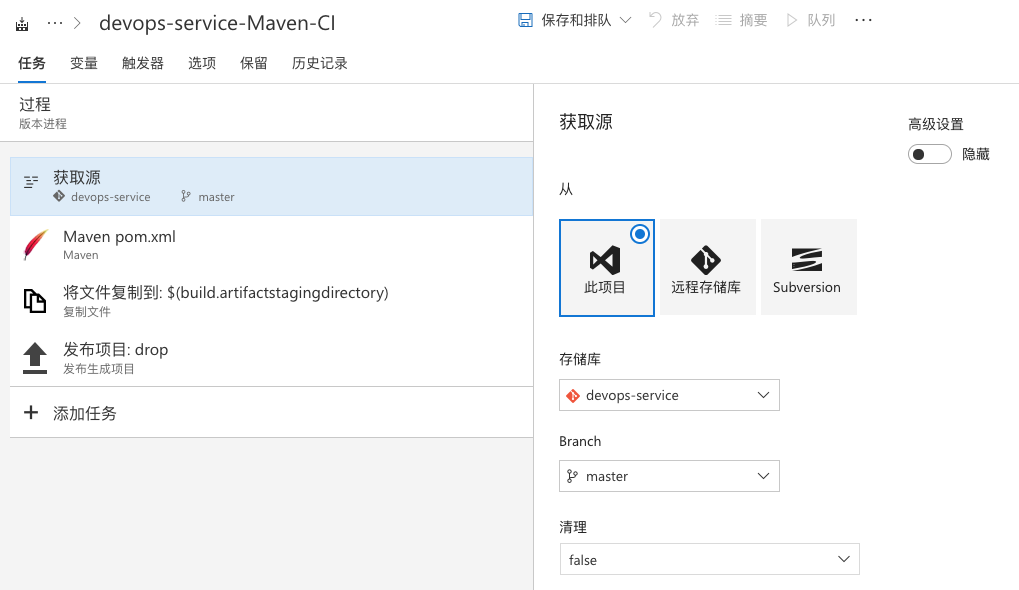 devops-service-Maven-CI
保存和排队
放弃
摘要
队列
任务 变量 触发器 选项 保留 历史记录
过程
版本进程
获取源
devops-service master
Maven pom.xml
Maven
将文件复制到: $(build.artifactstagingdirectory)
复制文件
发布项目: drop
发布生成项目
添加任务
获取源
高级设置
隐藏
从
此项目
远程存储库
Subversion
存储库
devops-service
Branch
master
清理
false